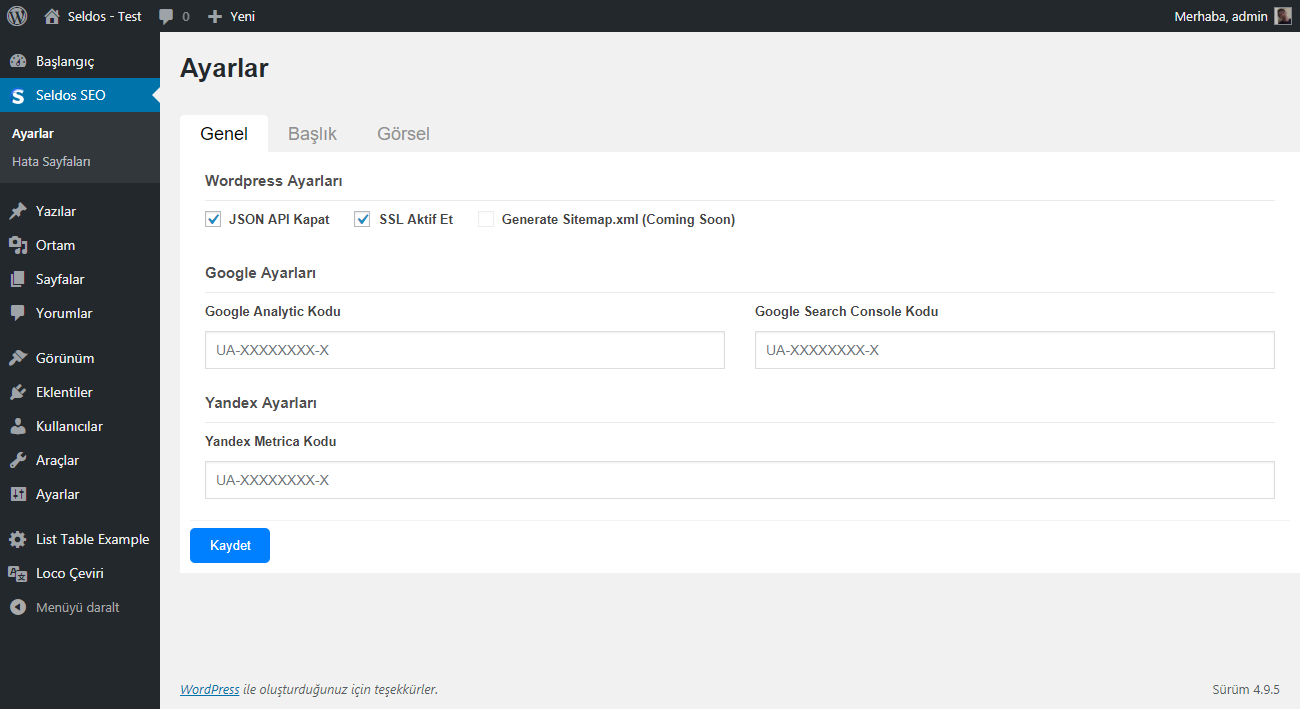 Seldos - Test 0 Yeni Merhaba, admin
Başlangıç
Seldos SEO
Ayarlar
Hata Sayfaları
Yazılar
Ortam
Sayfalar
Yorumlar
Görünüm
Eklentiler
Kullanıcılar
Araçlar
Ayarlar
List Table Example
Loco Çeviri
Menüyü daralt
Ayarlar
Genel Başlık Görsel
Wordpress Ayarları
JSON API Kapat SSL Aktif Et Generate Sitemap.xml (Coming Soon)
Google Ayarları
Google Analytic Kodu Google Search Console Kodu
UA-XXXXXXXX-X UA-XXXXXXXX-X
Yandex Ayarları
Yandex Metrica Kodu
UA-XXXXXXXX-X
Kaydet
WordPress ile oluşturduğunuz için teşekkürler. Sürüm 4.9.5